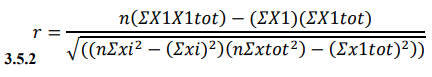 r = n(ΣX1X1tot) − (ΣX1)(ΣX1tot) / √((nΣxi² − (Σxi)²)(nΣxtot² − (Σx1tot)²))
3.5.2